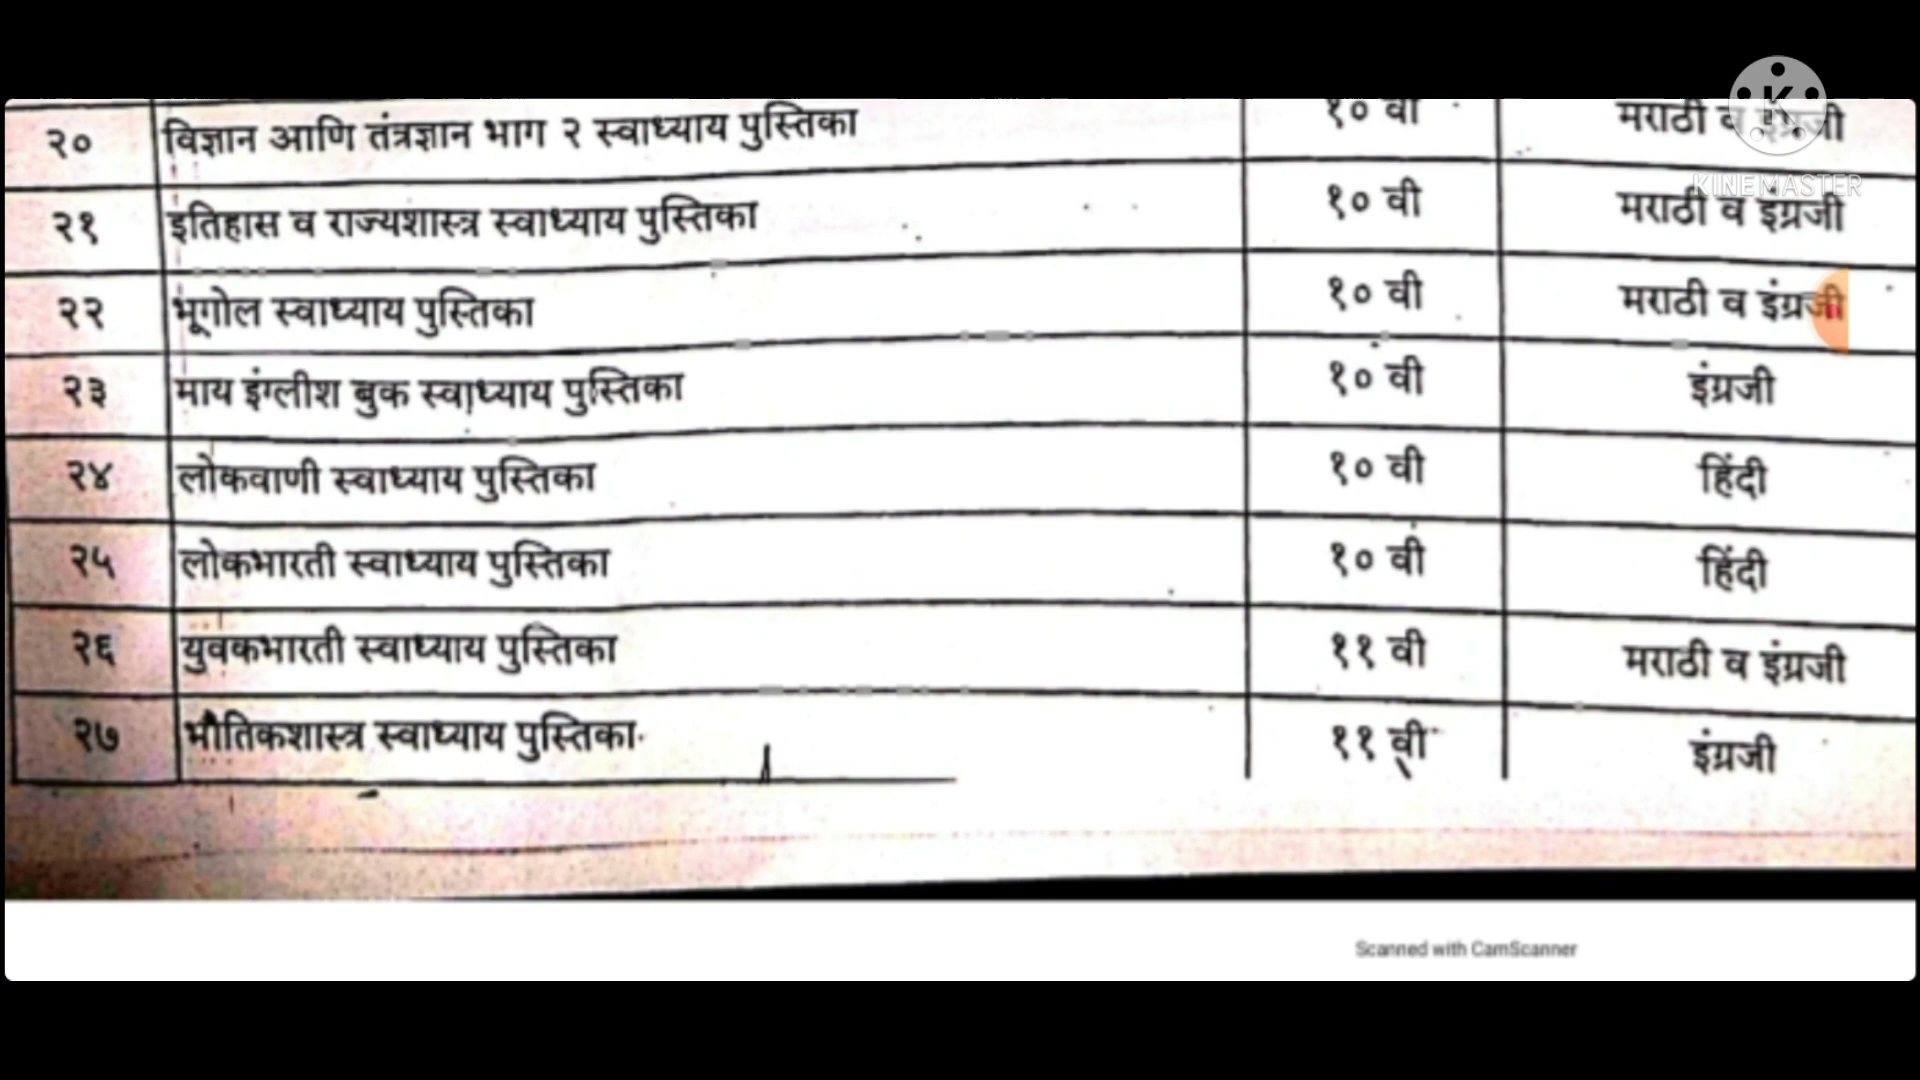 २० विज्ञान आणि तंत्रज्ञान भाग २ स्वाध्याय पुस्तिका १० वी मराठी व इंग्रजी
KINEMASTER
२१ इतिहास व राज्यशास्त्र स्वाध्याय पुस्तिका १० वी मराठी व इंग्रजी
२२ भूगोल स्वाध्याय पुस्तिका १० वी मराठी व इंग्रजी
२३ माय इंग्लीश बुक स्वाध्याय पुस्तिका १० वी इंग्रजी
२४ लोकवाणी स्वाध्याय पुस्तिका १० वी हिंदी
२५ लोकभारती स्वाध्याय पुस्तिका १० वी हिंदी
२६ युवकभारती स्वाध्याय पुस्तिका ११ वी मराठी व इंग्रजी
२७ भौतिकशास्त्र स्वाध्याय पुस्तिका ११ वी इंग्रजी
Scanned with CamScanner